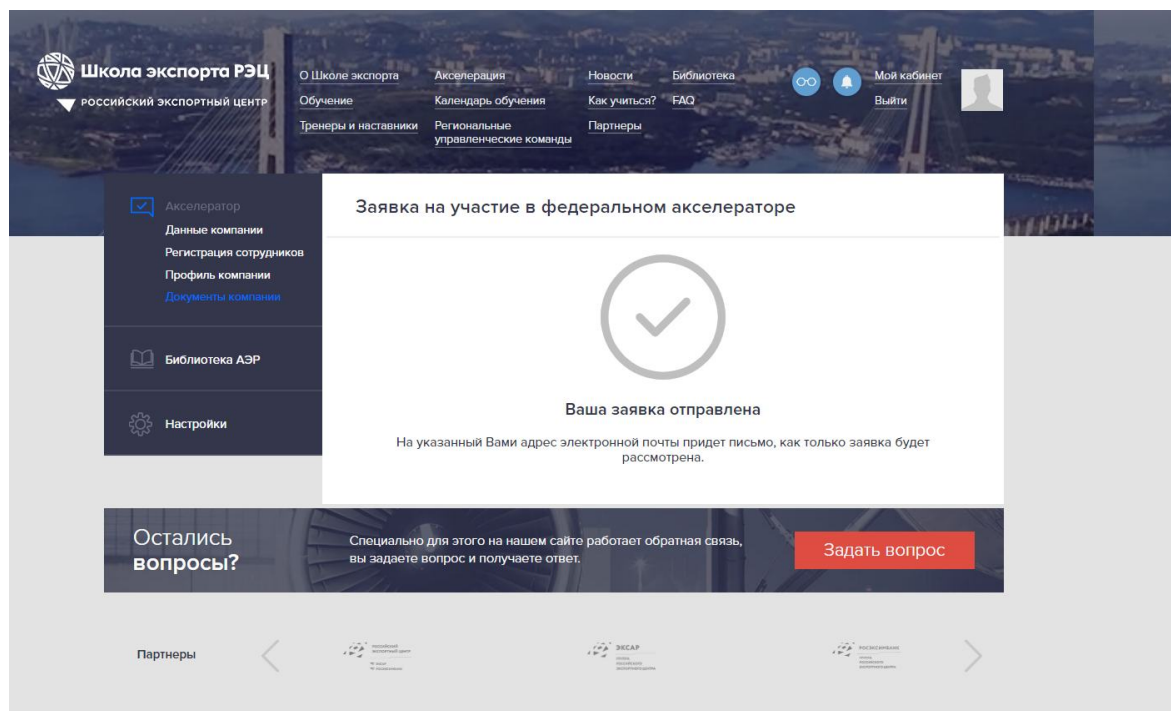 Школа экспорта РЭЦ
РОССИЙСКИЙ ЭКСПОРТНЫЙ ЦЕНТР
О Школе экспорта
Обучение
Тренеры и наставники
Акселерация
Календарь обучения
Региональные
управленческие команды
Новости
Как учиться?
Партнеры
Библиотека
FAQ
Мой кабинет
Выйти
Акселератор
Данные компании
Регистрация сотрудников
Профиль компании
Документы компании
Библиотека АЭР
Настройки
Заявка на участие в федеральном акселераторе
Ваша заявка отправлена
На указанный Вами адрес электронной почты придет письмо, как только заявка будет
рассмотрена.
Остались
вопросы?
Специально для этого на нашем сайте работает обратная связь,
вы задаете вопрос и получаете ответ.
Задать вопрос
Партнеры
РОССИЙСКИЙ
ЭКСПОРТНЫЙ ЦЕНТР
ЭКСАР
РОСЭКСИМБАНК